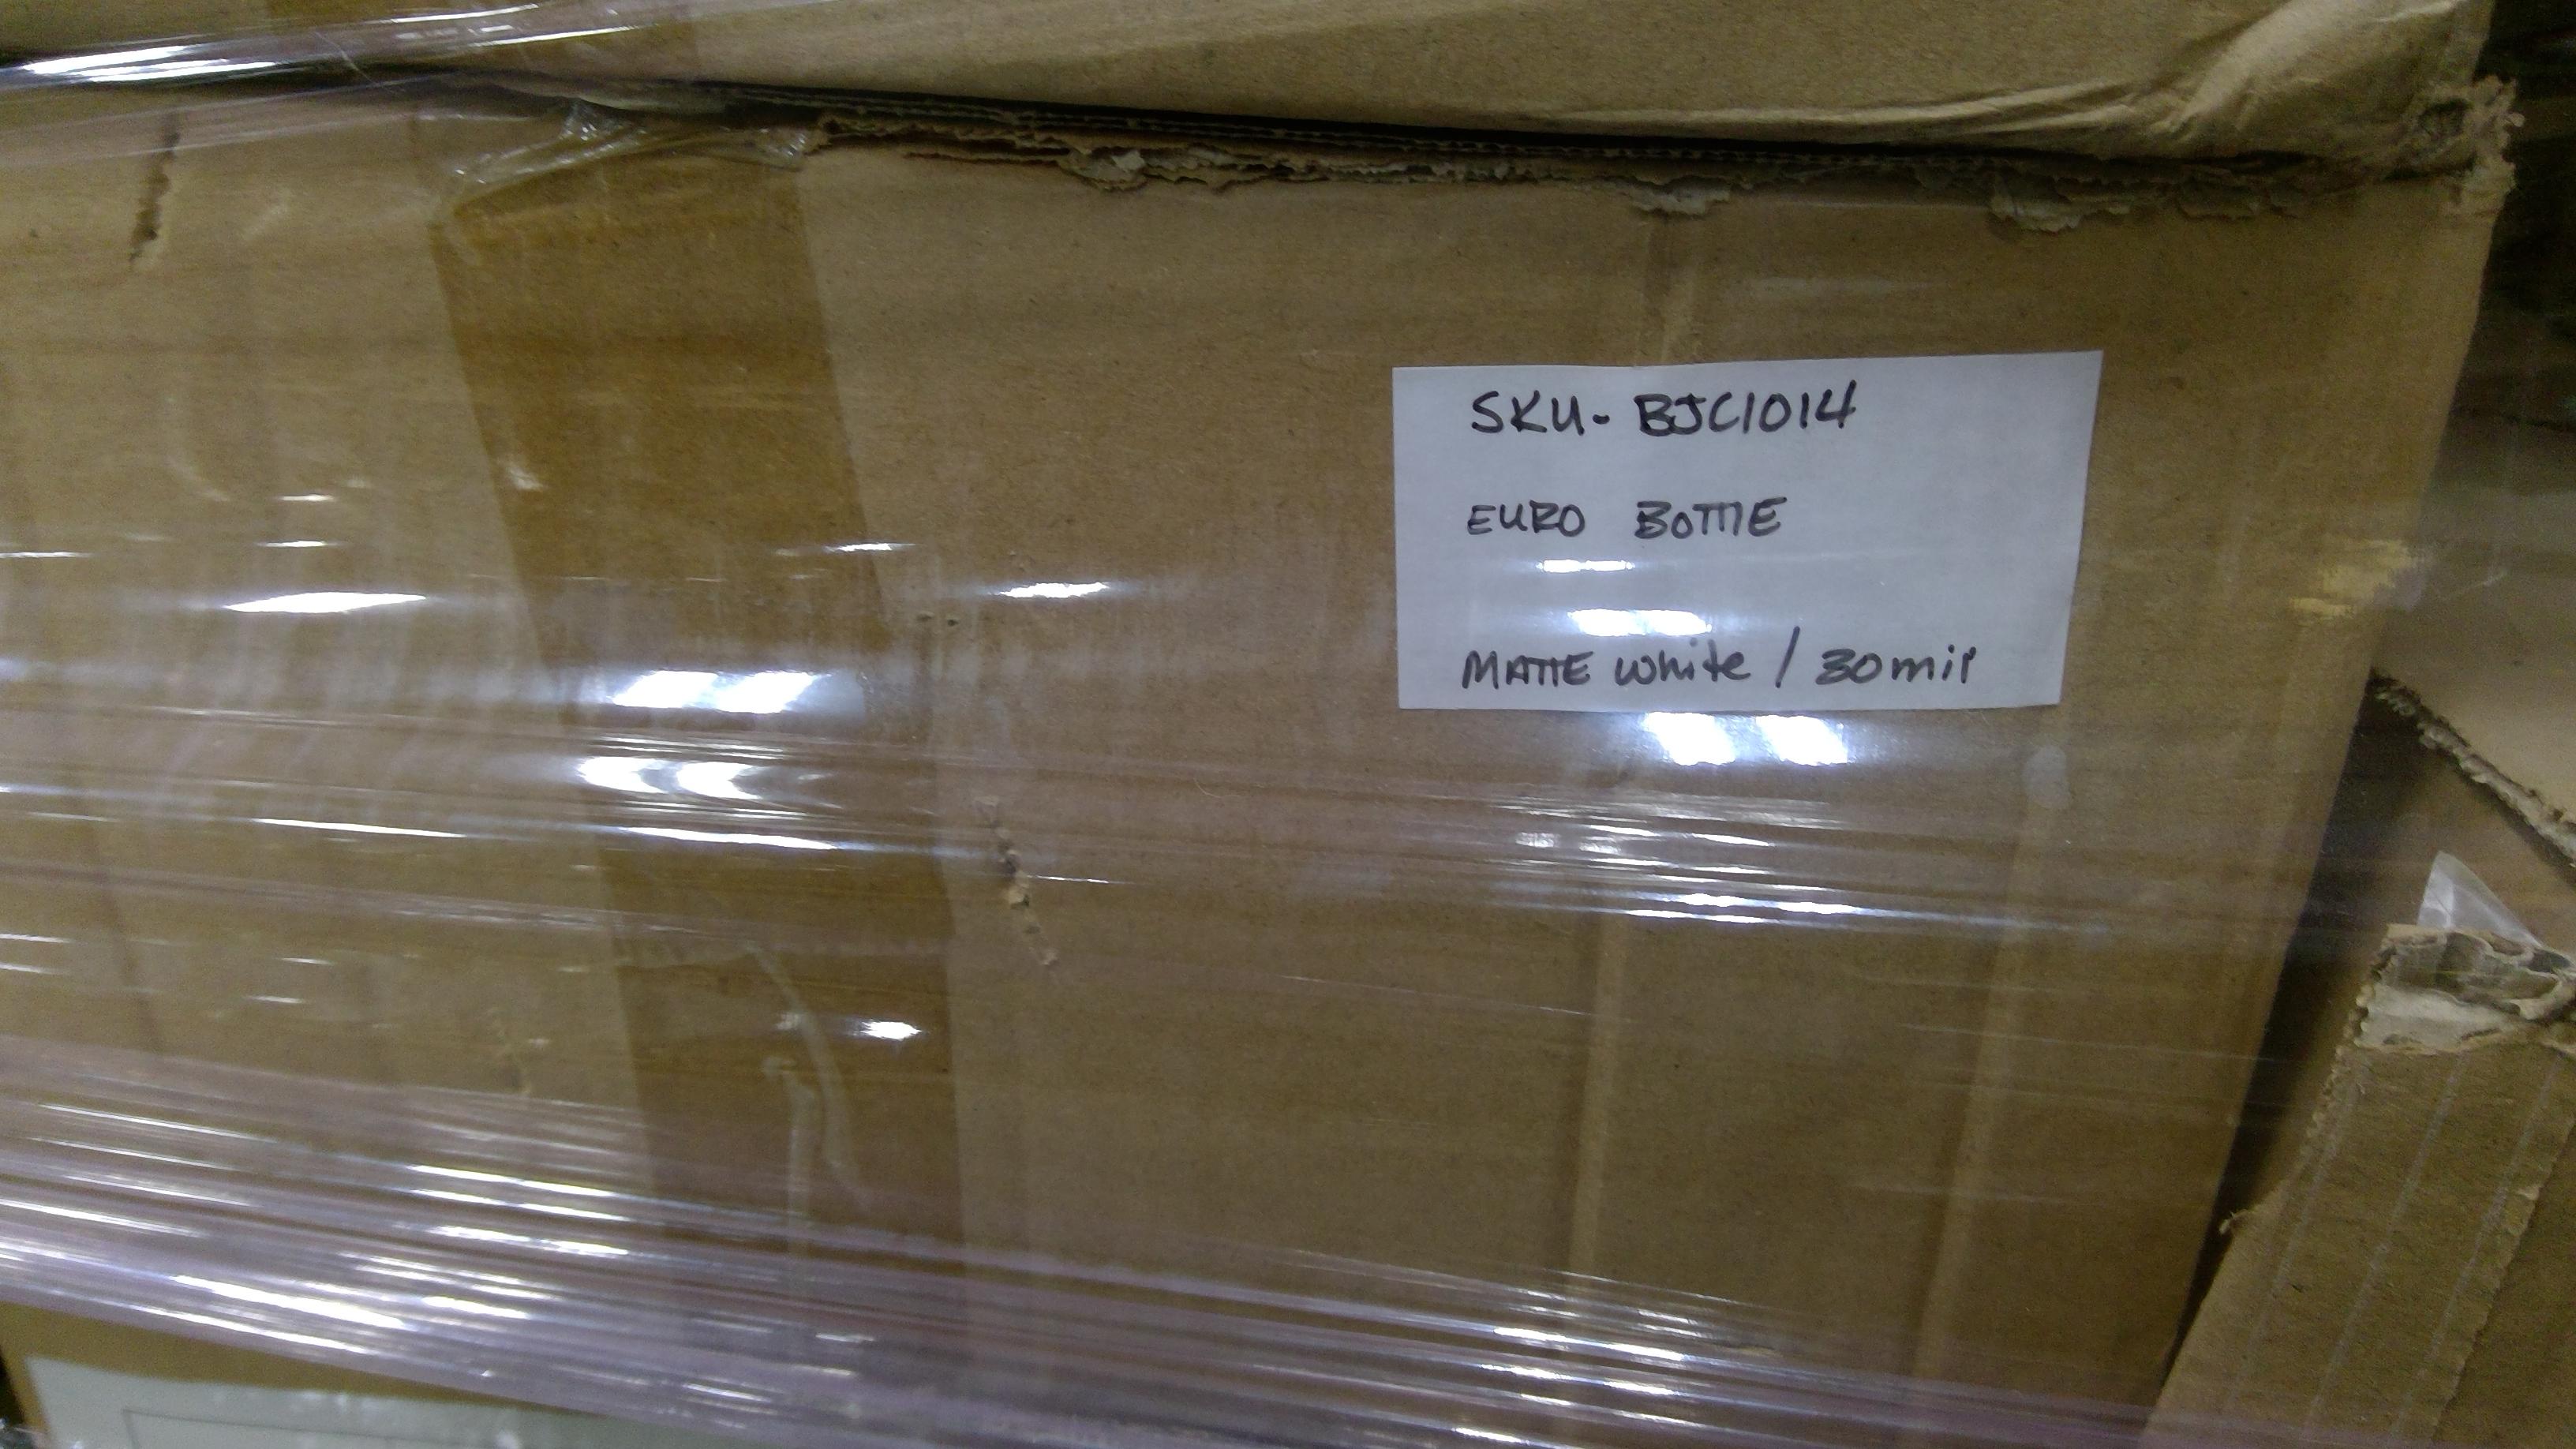 SKU- BJC1014
EURO BOTTLE
MATTE White / 30mil